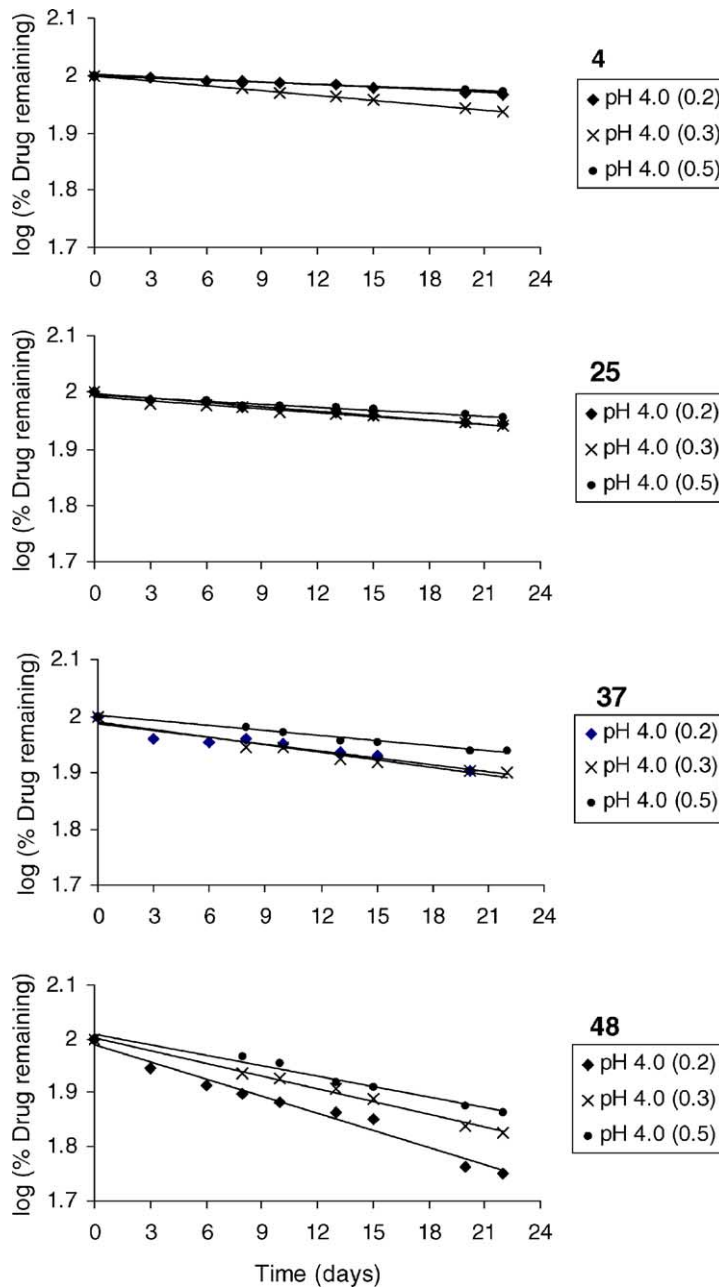 4
log (% Drug remaining)
2.1
2
1.9
1.8
1.7
0 3 6 9 12 15 18 21 24
pH 4.0 (0.2)
pH 4.0 (0.3)
pH 4.0 (0.5)
25
log (% Drug remaining)
2.1
2
1.9
1.8
1.7
0 3 6 9 12 15 18 21 24
pH 4.0 (0.2)
pH 4.0 (0.3)
pH 4.0 (0.5)
37
log (% Drug remaining)
2.1
2
1.9
1.8
1.7
0 3 6 9 12 15 18 21 24
pH 4.0 (0.2)
pH 4.0 (0.3)
pH 4.0 (0.5)
48
log (% Drug remaining)
2.1
2
1.9
1.8
1.7
0 3 6 9 12 15 18 21 24
Time (days)
pH 4.0 (0.2)
pH 4.0 (0.3)
pH 4.0 (0.5)